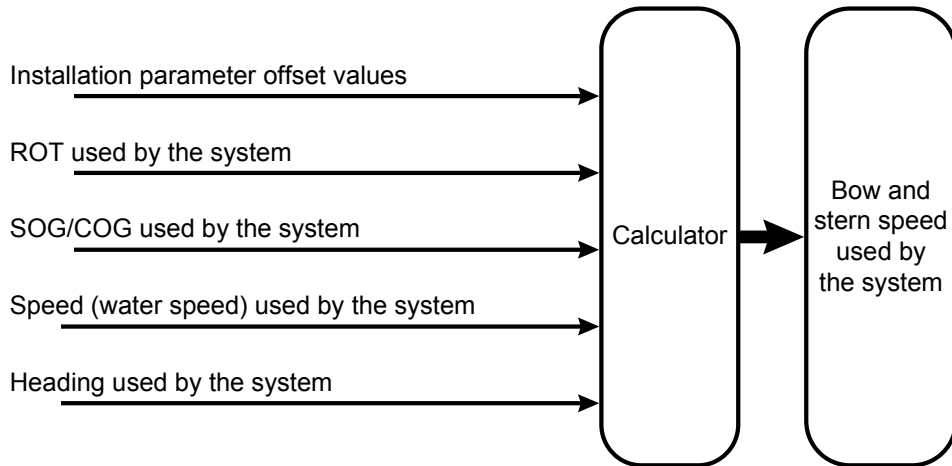 Installation parameter offset values
ROT used by the system
SOG/COG used by the system
Speed (water speed) used by the system
Heading used by the system
Calculator
Bow and
stern speed
used by
the system